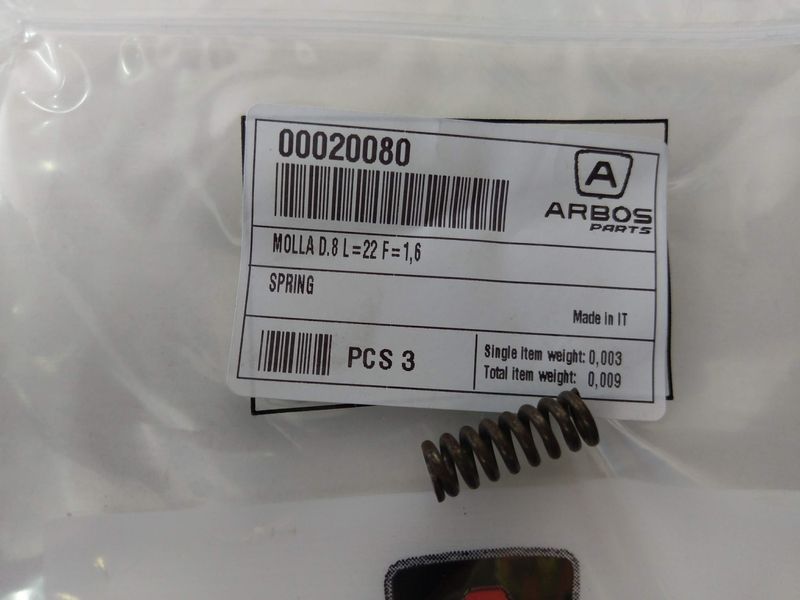 00020080
A
ARBOS
PARTS
MOLLA D.8 L=22 F=1,6
SPRING
Made in IT
PCS 3
Single item weight: 0,003
Total item weight: 0,009